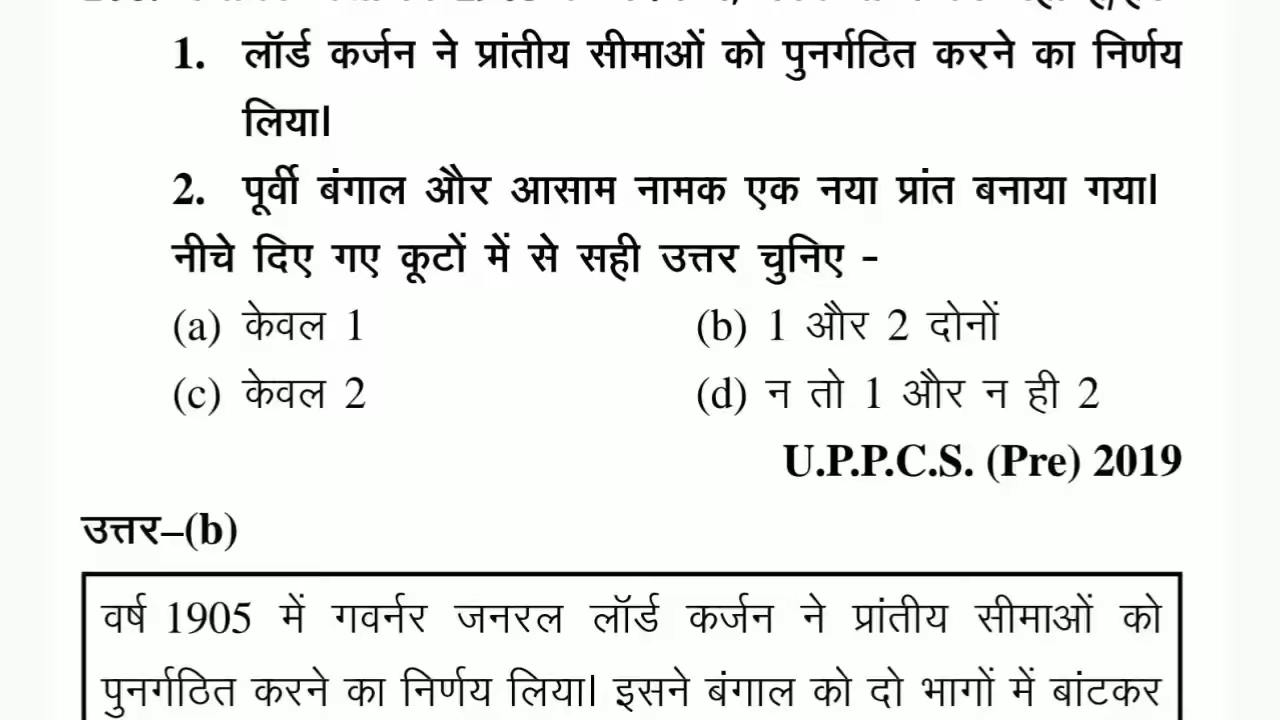 1. लॉर्ड कर्जन ने प्रांतीय सीमाओं को पुनर्गठित करने का निर्णय
लिया।
2. पूर्वी बंगाल और आसाम नामक एक नया प्रांत बनाया गया।
नीचे दिए गए कूटों में से सही उत्तर चुनिए -
(a) केवल 1 (b) 1 और 2 दोनों
(c) केवल 2 (d) न तो 1 और न ही 2
U.P.P.C.S. (Pre) 2019
उत्तर–(b)
वर्ष 1905 में गवर्नर जनरल लॉर्ड कर्जन ने प्रांतीय सीमाओं को
पुनर्गठित करने का निर्णय लिया। इसने बंगाल को दो भागों में बांटकर